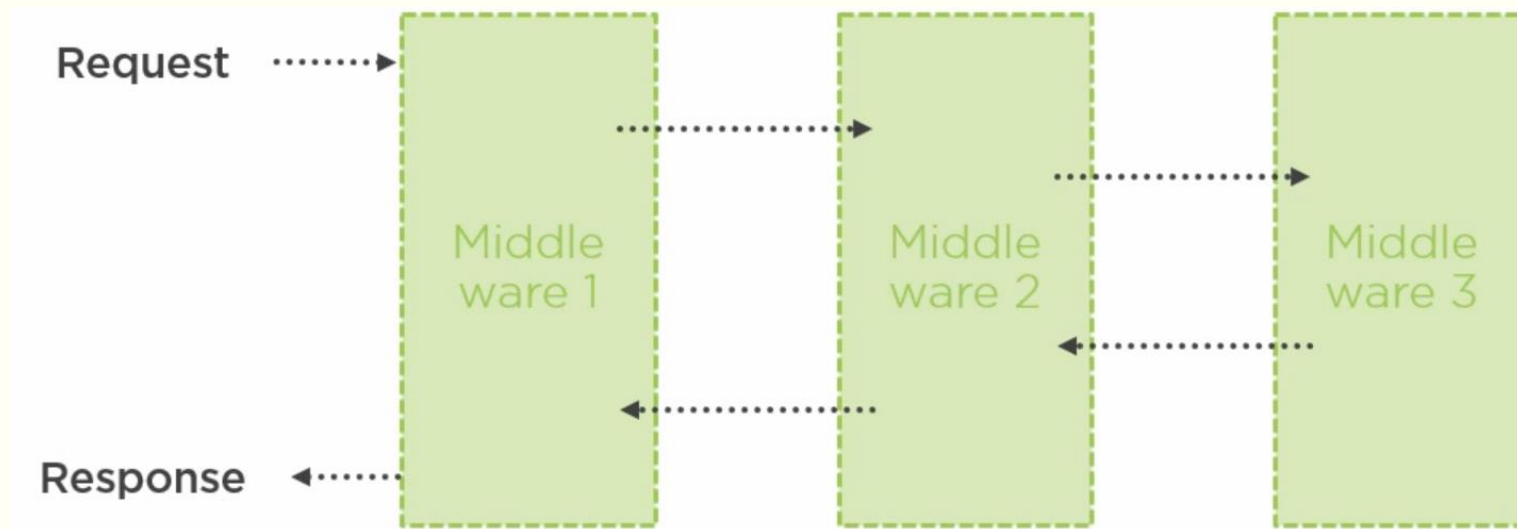 Request
Middle
ware 1
Middle
ware 2
Middle
ware 3
Response